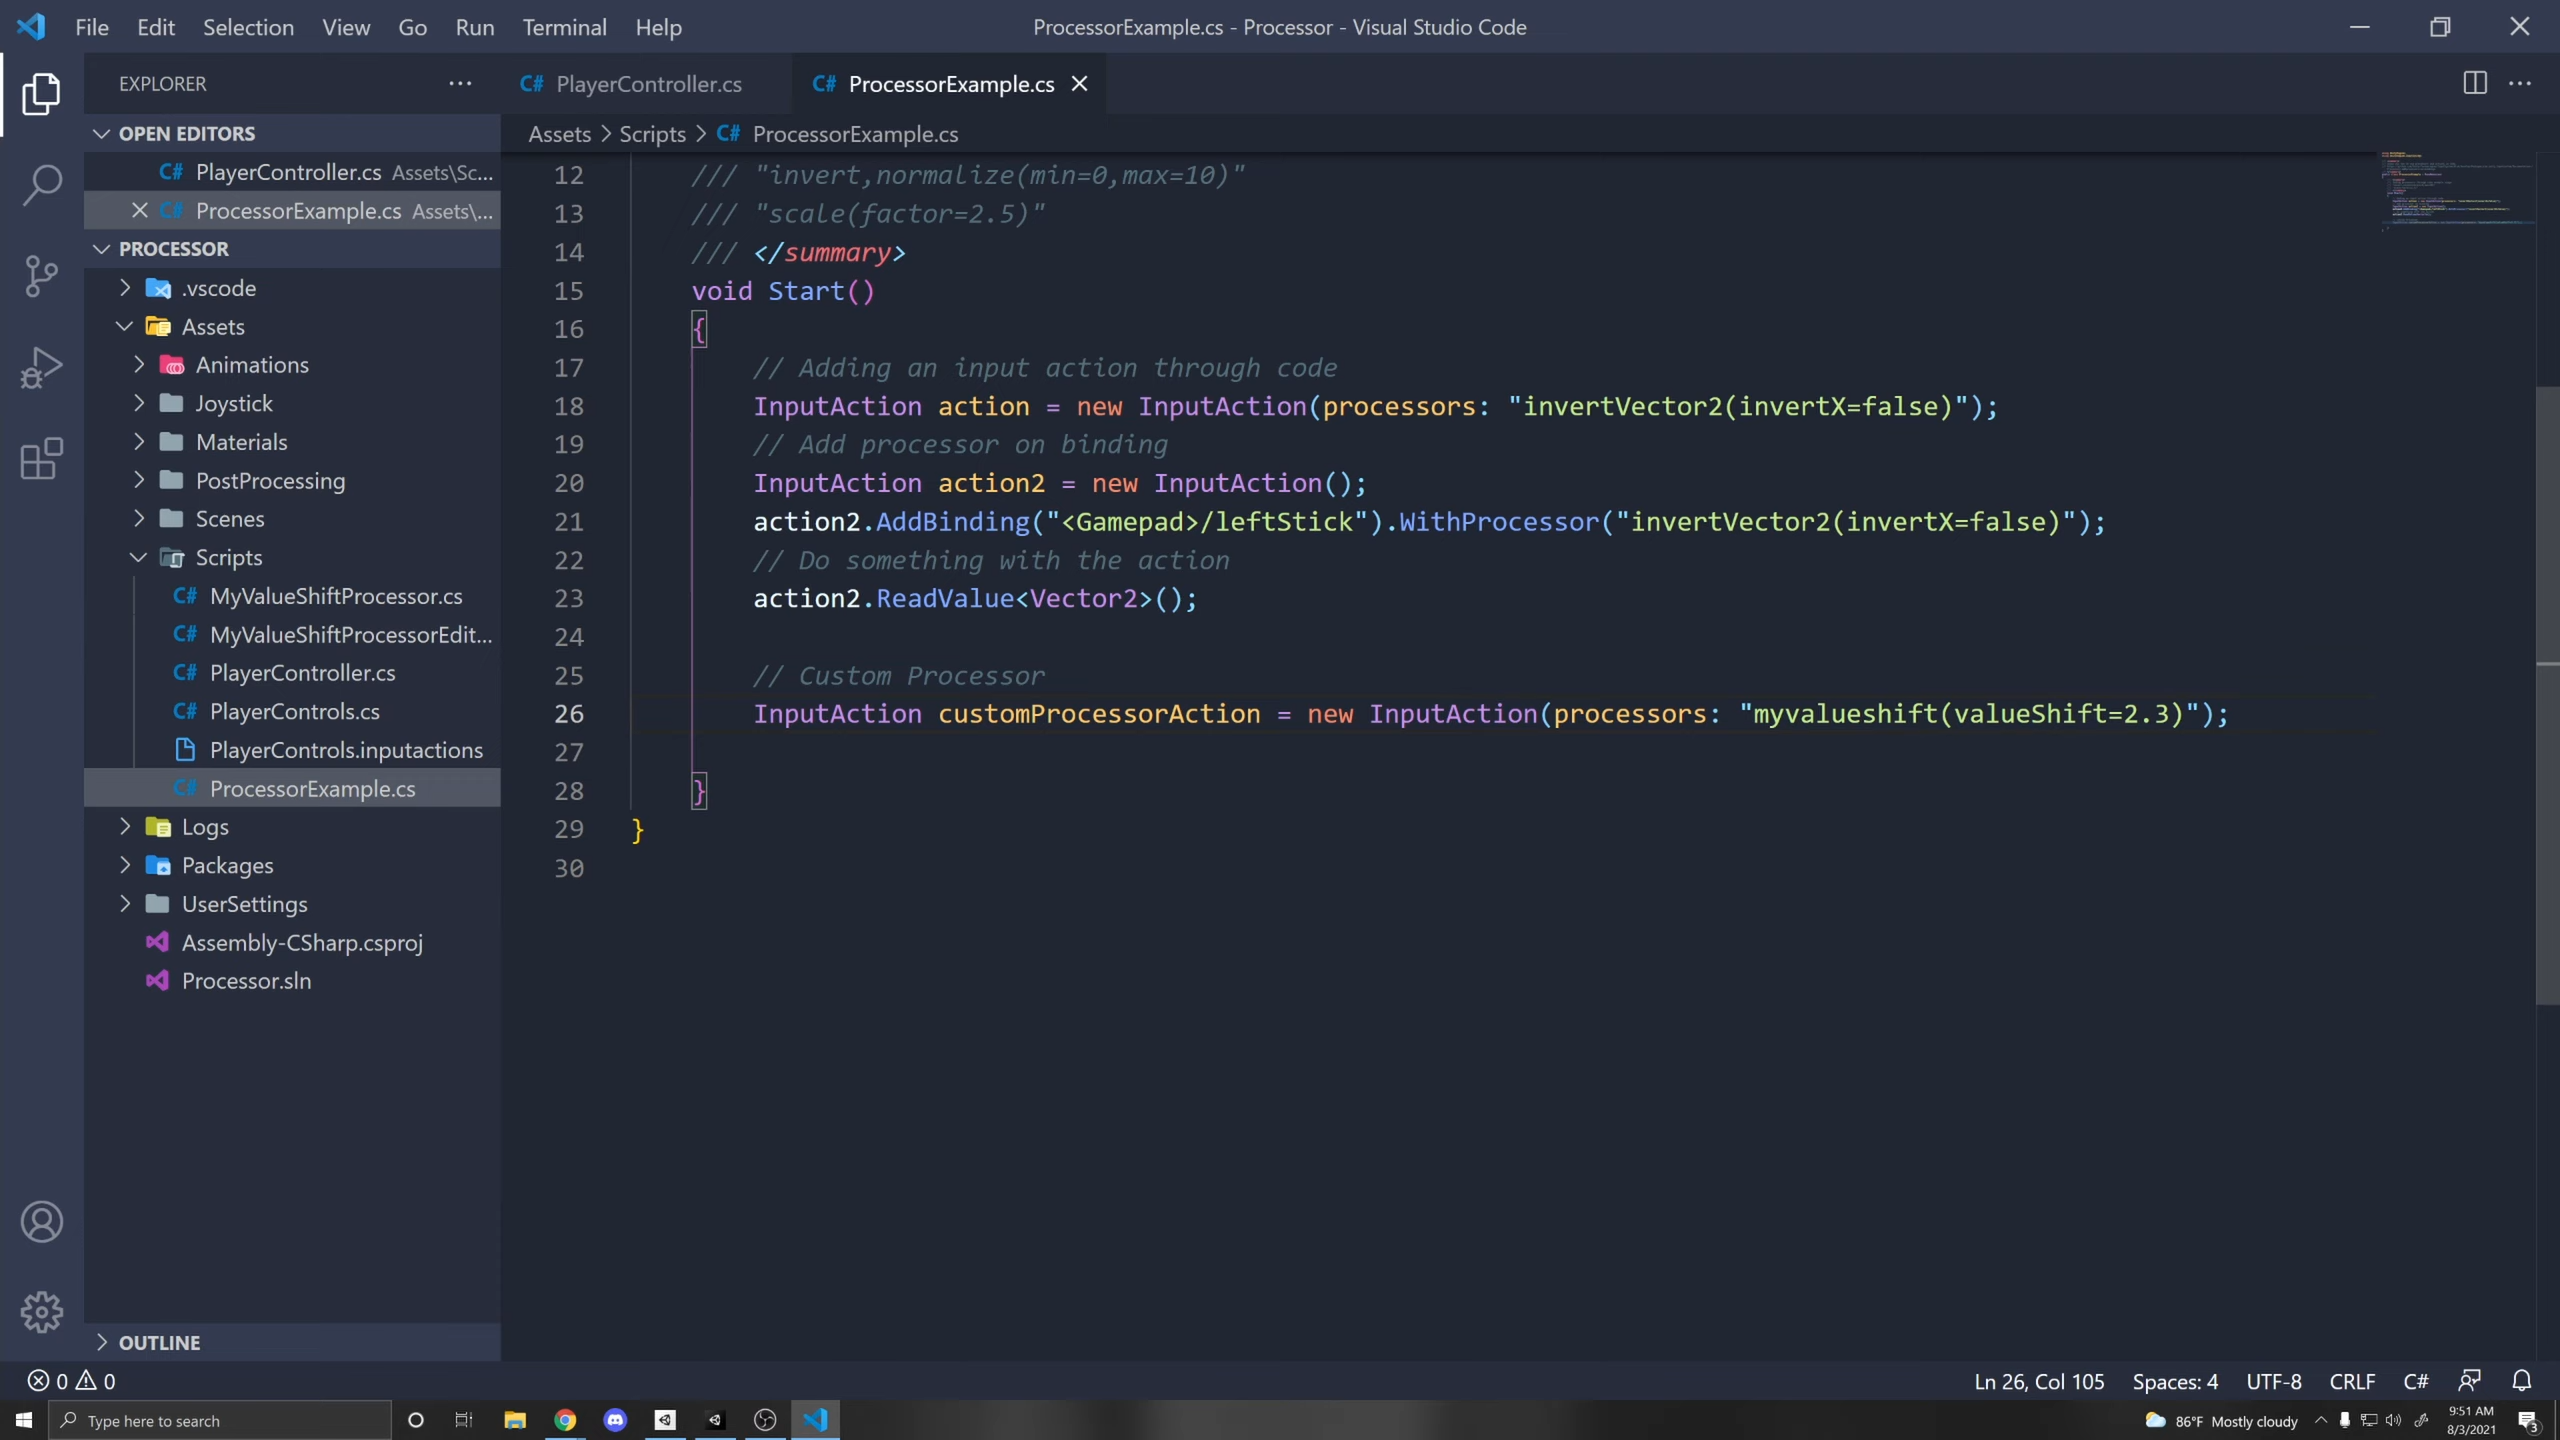 File Edit Selection View Go Run Terminal Help
ProcessorExample.cs - Processor - Visual Studio Code
EXPLORER
OPEN EDITORS
C# PlayerController.cs Assets\Sc...
C# ProcessorExample.cs Assets\...
PROCESSOR
.vscode
Assets
Animations
Joystick
Materials
PostProcessing
Scenes
Scripts
C# MyValueShiftProcessor.cs
C# MyValueShiftProcessorEdit...
C# PlayerController.cs
C# PlayerControls.cs
PlayerControls.inputactions
C# ProcessorExample.cs
Logs
Packages
UserSettings
Assembly-CSharp.csproj
Processor.sln
OUTLINE
C# PlayerController.cs
C# ProcessorExample.cs
Assets > Scripts > C# ProcessorExample.cs
12 /// "invert,normalize(min=0,max=10)"
13 /// "scale(factor=2.5)"
14 /// </summary>
15 void Start()
16 {
17 // Adding an input action through code
18 InputAction action = new InputAction(processors: "invertVector2(invertX=false)");
19 // Add processor on binding
20 InputAction action2 = new InputAction();
21 action2.AddBinding("<Gamepad>/leftStick").WithProcessor("invertVector2(invertX=false)");
22 // Do something with the action
23 action2.ReadValue<Vector2>();
24
25 // Custom Processor
26 InputAction customProcessorAction = new InputAction(processors: "myvalueshift(valueShift=2.3)");
27
28 }
29 }
30
0 0
Ln 26, Col 105 Spaces: 4 UTF-8 CRLF C#
Type here to search
86°F Mostly cloudy
9:51 AM
8/3/2021
3